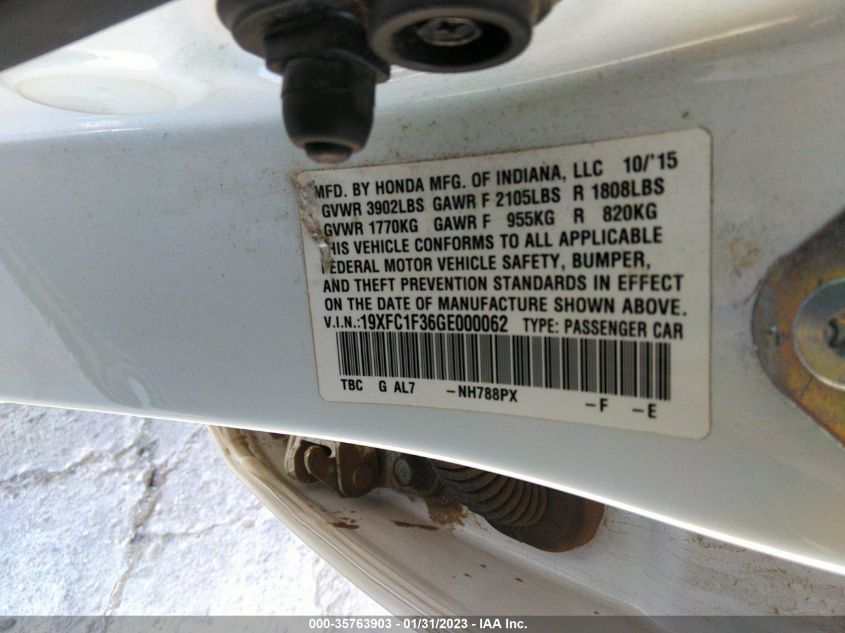 MFD. BY HONDA MFG. OF INDIANA, LLC 10/'15
GVWR 3902LBS GAWR F 2105LBS R 1808LBS
GVWR 1770KG GAWR F 955KG R 820KG
THIS VEHICLE CONFORMS TO ALL APPLICABLE
FEDERAL MOTOR VEHICLE SAFETY, BUMPER,
AND THEFT PREVENTION STANDARDS IN EFFECT
ON THE DATE OF MANUFACTURE SHOWN ABOVE.
V.I.N.:19XFC1F36GE000062 TYPE: PASSENGER CAR
TBC G AL7 -NH788PX -F -E
000-35763903 - 01/31/2023 - IAA Inc.